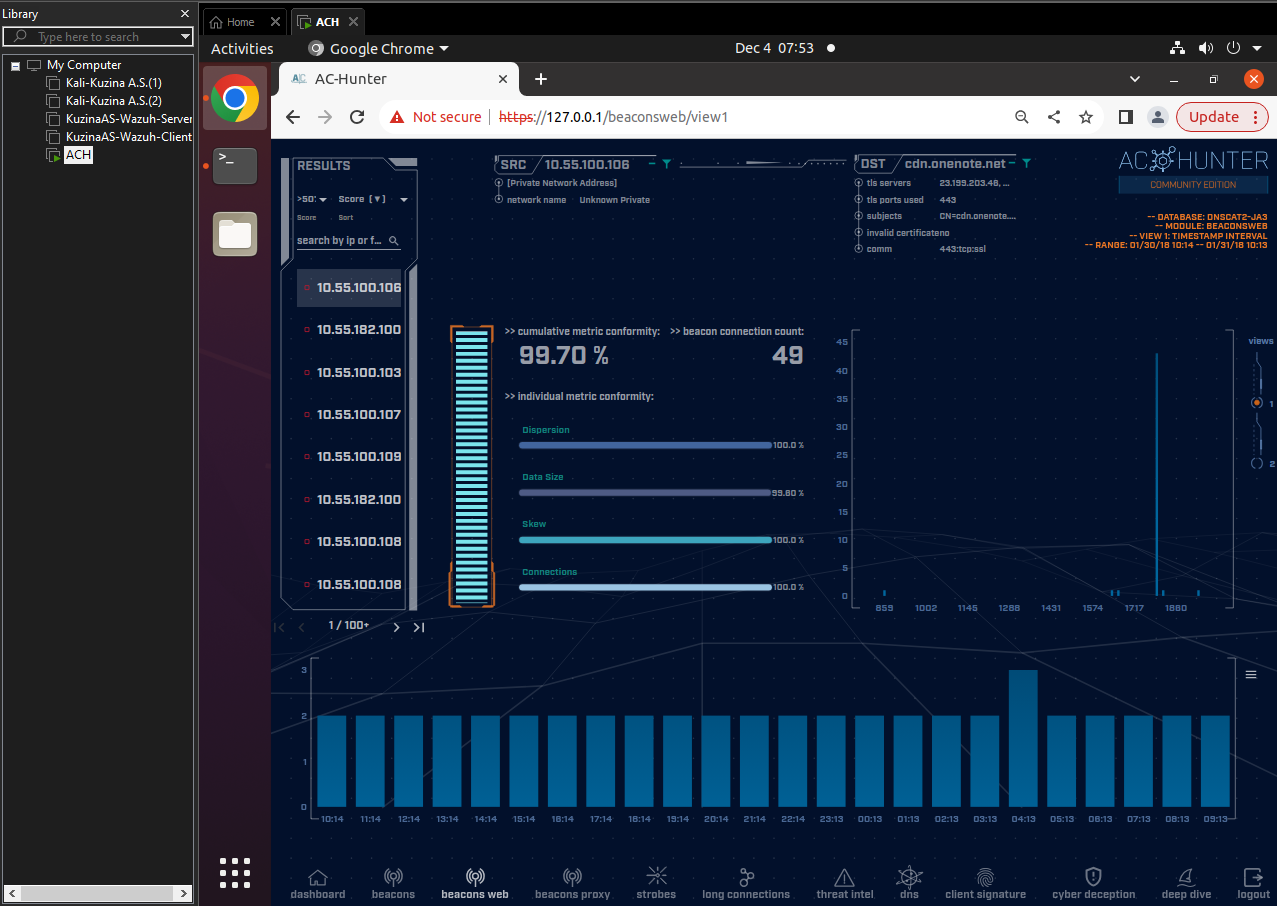 Library
Type here to search
My Computer
Kali-Kuzina A.S.(1)
Kali-Kuzina A.S.(2)
KuzinaAS-Wazuh-Server
KuzinaAS-Wazuh-Client
ACH
Home
ACH
Activities
Google Chrome
Dec 4 07:53
AC-Hunter
Not secure
https://127.0.0.1/beaconsweb/view1
Update
RESULTS
Score [▼]
Score
Sort
search by ip or f...
10.55.100.106
10.55.182.100
10.55.100.103
10.55.100.107
10.55.100.109
10.55.182.100
10.55.100.108
10.55.100.108
1 / 100+
SRC
10.55.100.106
[Private Network Address]
network name Unknown Private
DST
cdn.onenote.net
tls servers 23.199.203.48, ...
tls ports used 443
subjects CN=cdn.onenote....
invalid certificateno
comm 443:tcp:ssl
AC HUNTER
COMMUNITY EDITION
-- DATABASE: DNSCAT2-JA3
-- MODULE: BEACONSWEB
-- VIEW 1: TIMESTAMP INTERVAL
-- RANGE: 01/30/18 10:14 -- 01/31/18 10:13
>> cumulative metric conformity:
99.70 %
>> beacon connection count:
49
>> individual metric conformity:
Dispersion
100.0 %
Data Size
99.80 %
Skew
100.0 %
Connections
100.0 %
45
40
35
30
25
20
15
10
5
0
859 1002 1145 1288 1431 1574 1717 1860
views
1
2
3
2
1
0
10:14 11:14 12:14 13:14 14:14 15:14 16:14 17:14 18:14 19:14 20:14 21:14 22:14 23:13 00:13 01:13 02:13 03:13 04:13 05:13 06:13 07:13 08:13 09:13
dashboard
beacons
beacons web
beacons proxy
strobes
long connections
threat intel
dns
client signature
cyber deception
deep dive
logout